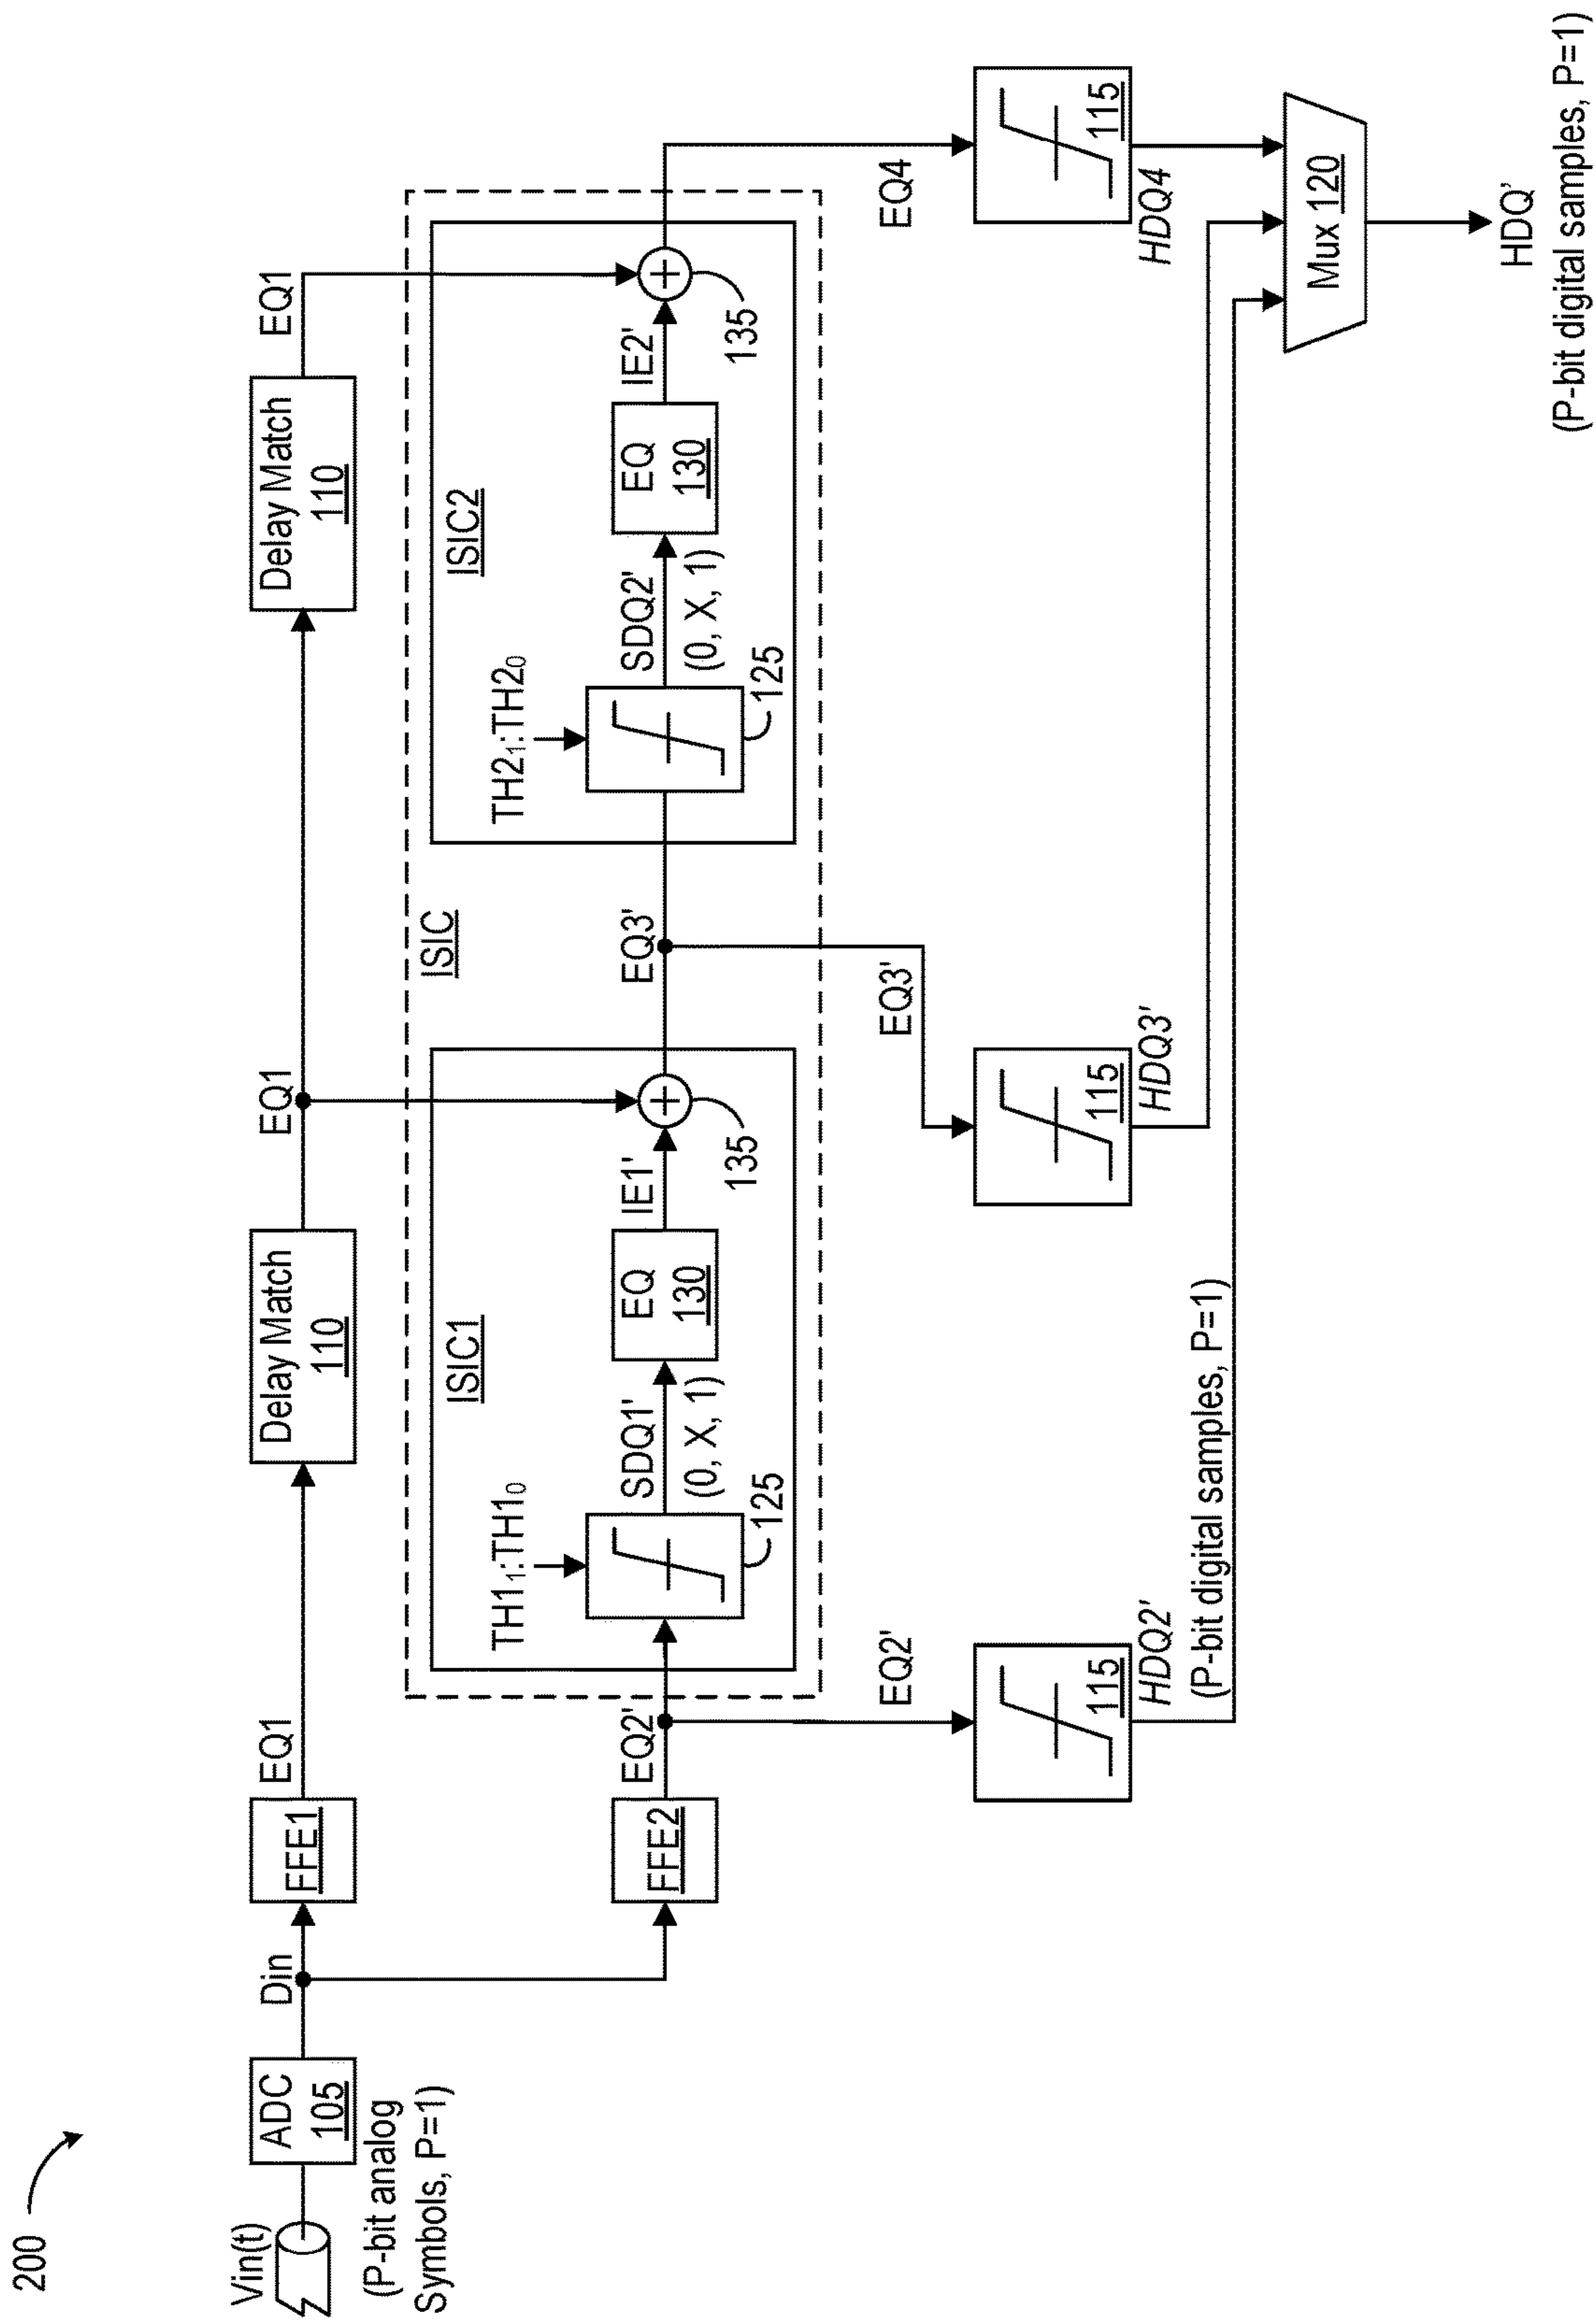 200
Vin(t)
(P-bit analog
Symbols, P=1)
ADC
105
Din
FFE1
EQ1
Delay Match
110
EQ1
Delay Match
110
EQ1
FFE2
EQ2'
ISIC
ISIC1
TH1₁:TH1₀
125
SDQ1'
(0, X, 1)
EQ
130
IE1'
135
EQ3'
ISIC2
TH2₁:TH2₀
125
SDQ2'
(0, X, 1)
EQ
130
IE2'
135
EQ2'
EQ3'
EQ4
115
HDQ2'
(P-bit digital samples, P=1)
115
HDQ3'
115
HDQ4
Mux 120
HDQ'
(P-bit digital samples, P=1)